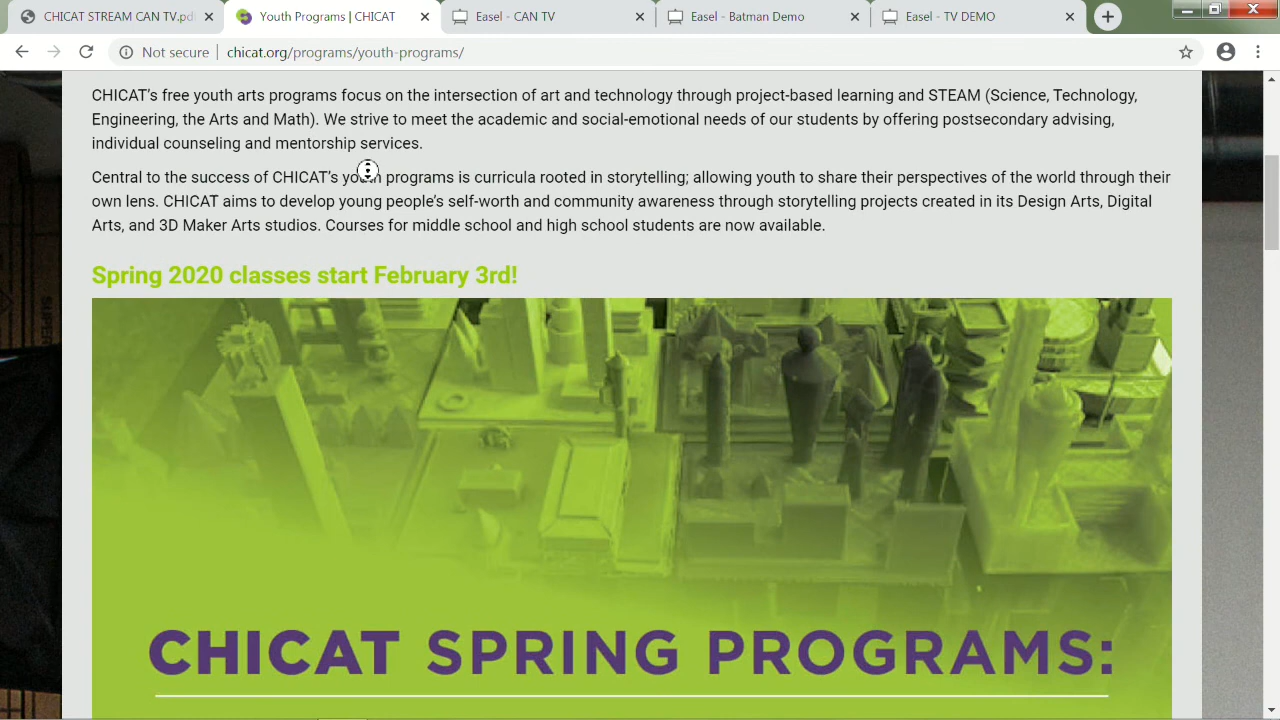 CHICAT STREAM CAN TV.pd
Youth Programs | CHICAT
Easel - CAN TV
Easel - Batman Demo
Easel - TV DEMO
Not secure | chicat.org/programs/youth-programs/
CHICAT's free youth arts programs focus on the intersection of art and technology through project-based learning and STEAM (Science, Technology,
Engineering, the Arts and Math). We strive to meet the academic and social-emotional needs of our students by offering postsecondary advising,
individual counseling and mentorship services.
Central to the success of CHICAT's youth programs is curricula rooted in storytelling; allowing youth to share their perspectives of the world through their
own lens. CHICAT aims to develop young people's self-worth and community awareness through storytelling projects created in its Design Arts, Digital
Arts, and 3D Maker Arts studios. Courses for middle school and high school students are now available.
Spring 2020 classes start February 3rd!
CHICAT SPRING PROGRAMS: